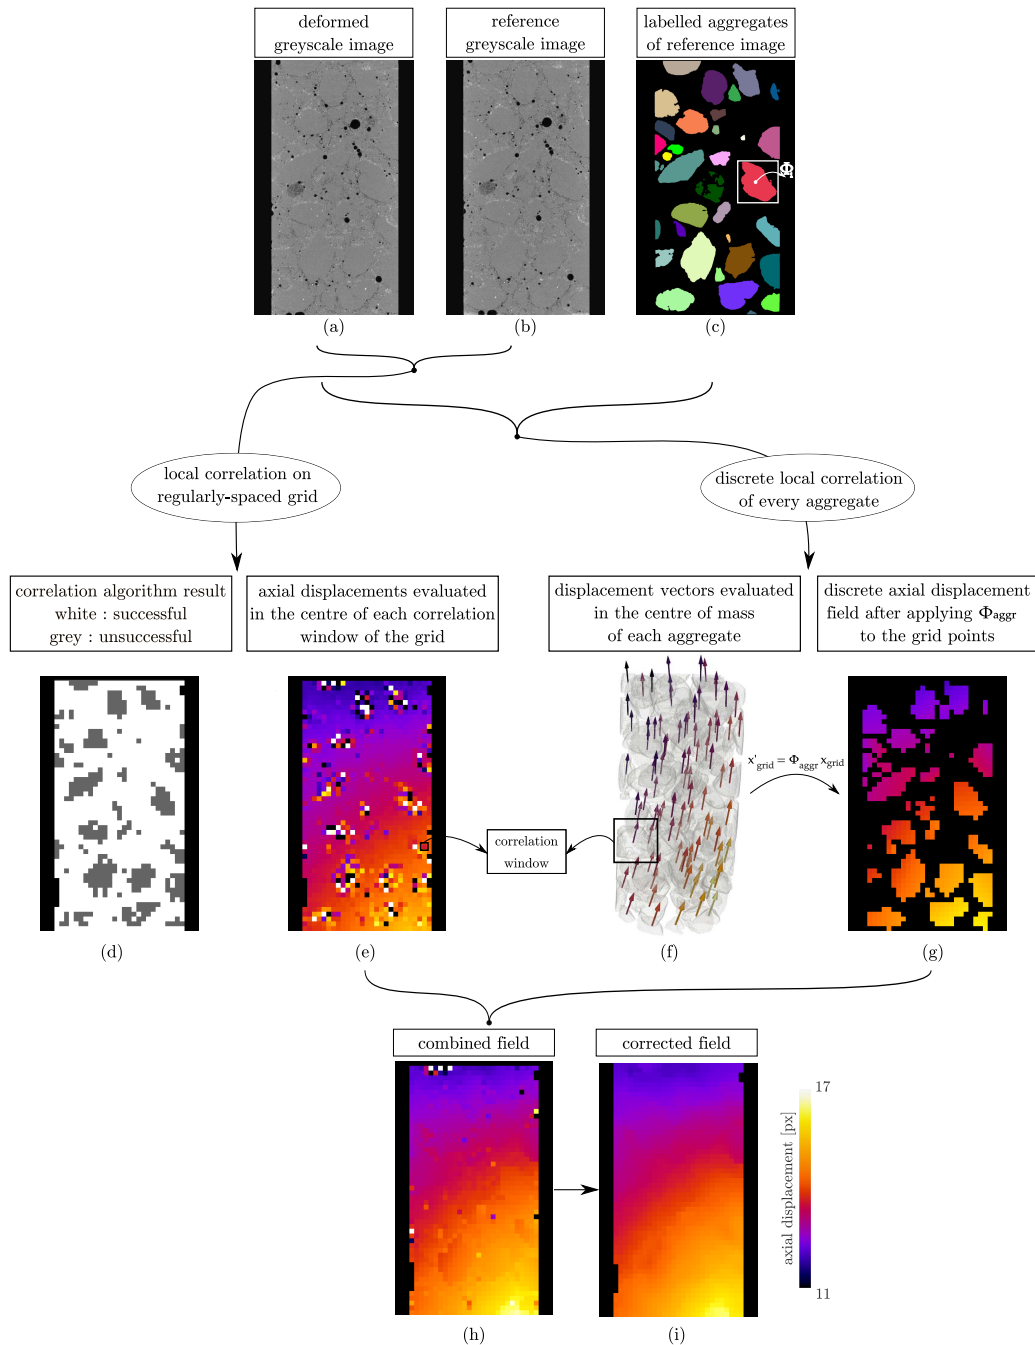 deformed
greyscale image
reference
greyscale image
labelled aggregates
of reference image
Φ
(a)
(b)
(c)
local correlation on
regularly-spaced grid
discrete local correlation
of every aggregate
correlation algorithm result
white : successful
grey : unsuccessful
axial displacements evaluated
in the centre of each correlation
window of the grid
displacement vectors evaluated
in the centre of mass
of each aggregate
discrete axial displacement
field after applying Φaggr
to the grid points
x'grid = Φaggr xgrid
correlation
window
(d)
(e)
(f)
(g)
combined field
corrected field
17
axial displacement [px]
11
(h)
(i)